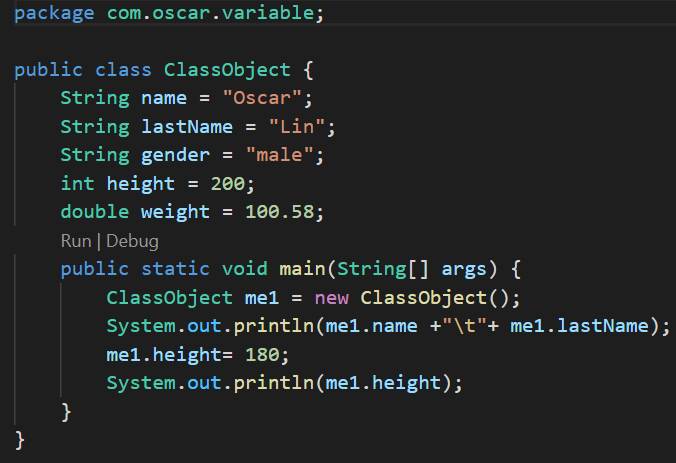 package com.oscar.variable;
public class ClassObject {
    String name = "Oscar";
    String lastName = "Lin";
    String gender = "male";
    int height = 200;
    double weight = 100.58;
    Run | Debug
    public static void main(String[] args) {
        ClassObject me1 = new ClassObject();
        System.out.println(me1.name +"\t"+ me1.lastName);
        me1.height= 180;
        System.out.println(me1.height);
    }
}